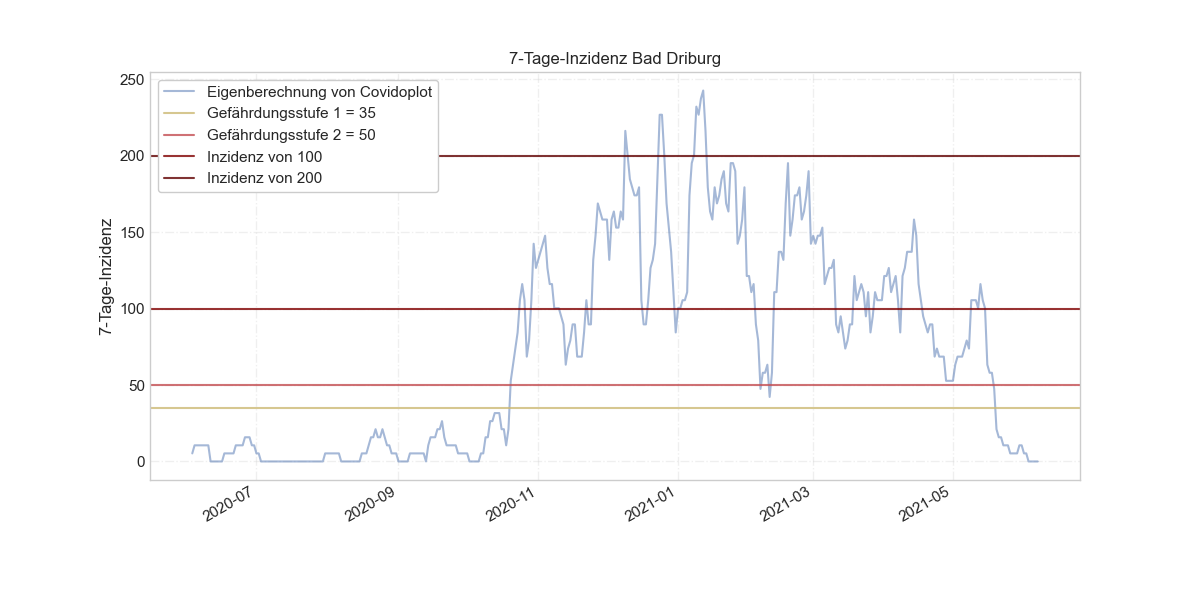 7-Tage-Inzidenz Bad Driburg
250
200
150
100
50
0
7-Tage-Inzidenz
Eigenberechnung von Covidoplot
Gefährdungsstufe 1 = 35
Gefährdungsstufe 2 = 50
Inzidenz von 100
Inzidenz von 200
2020-07
2020-09
2020-11
2021-01
2021-03
2021-05